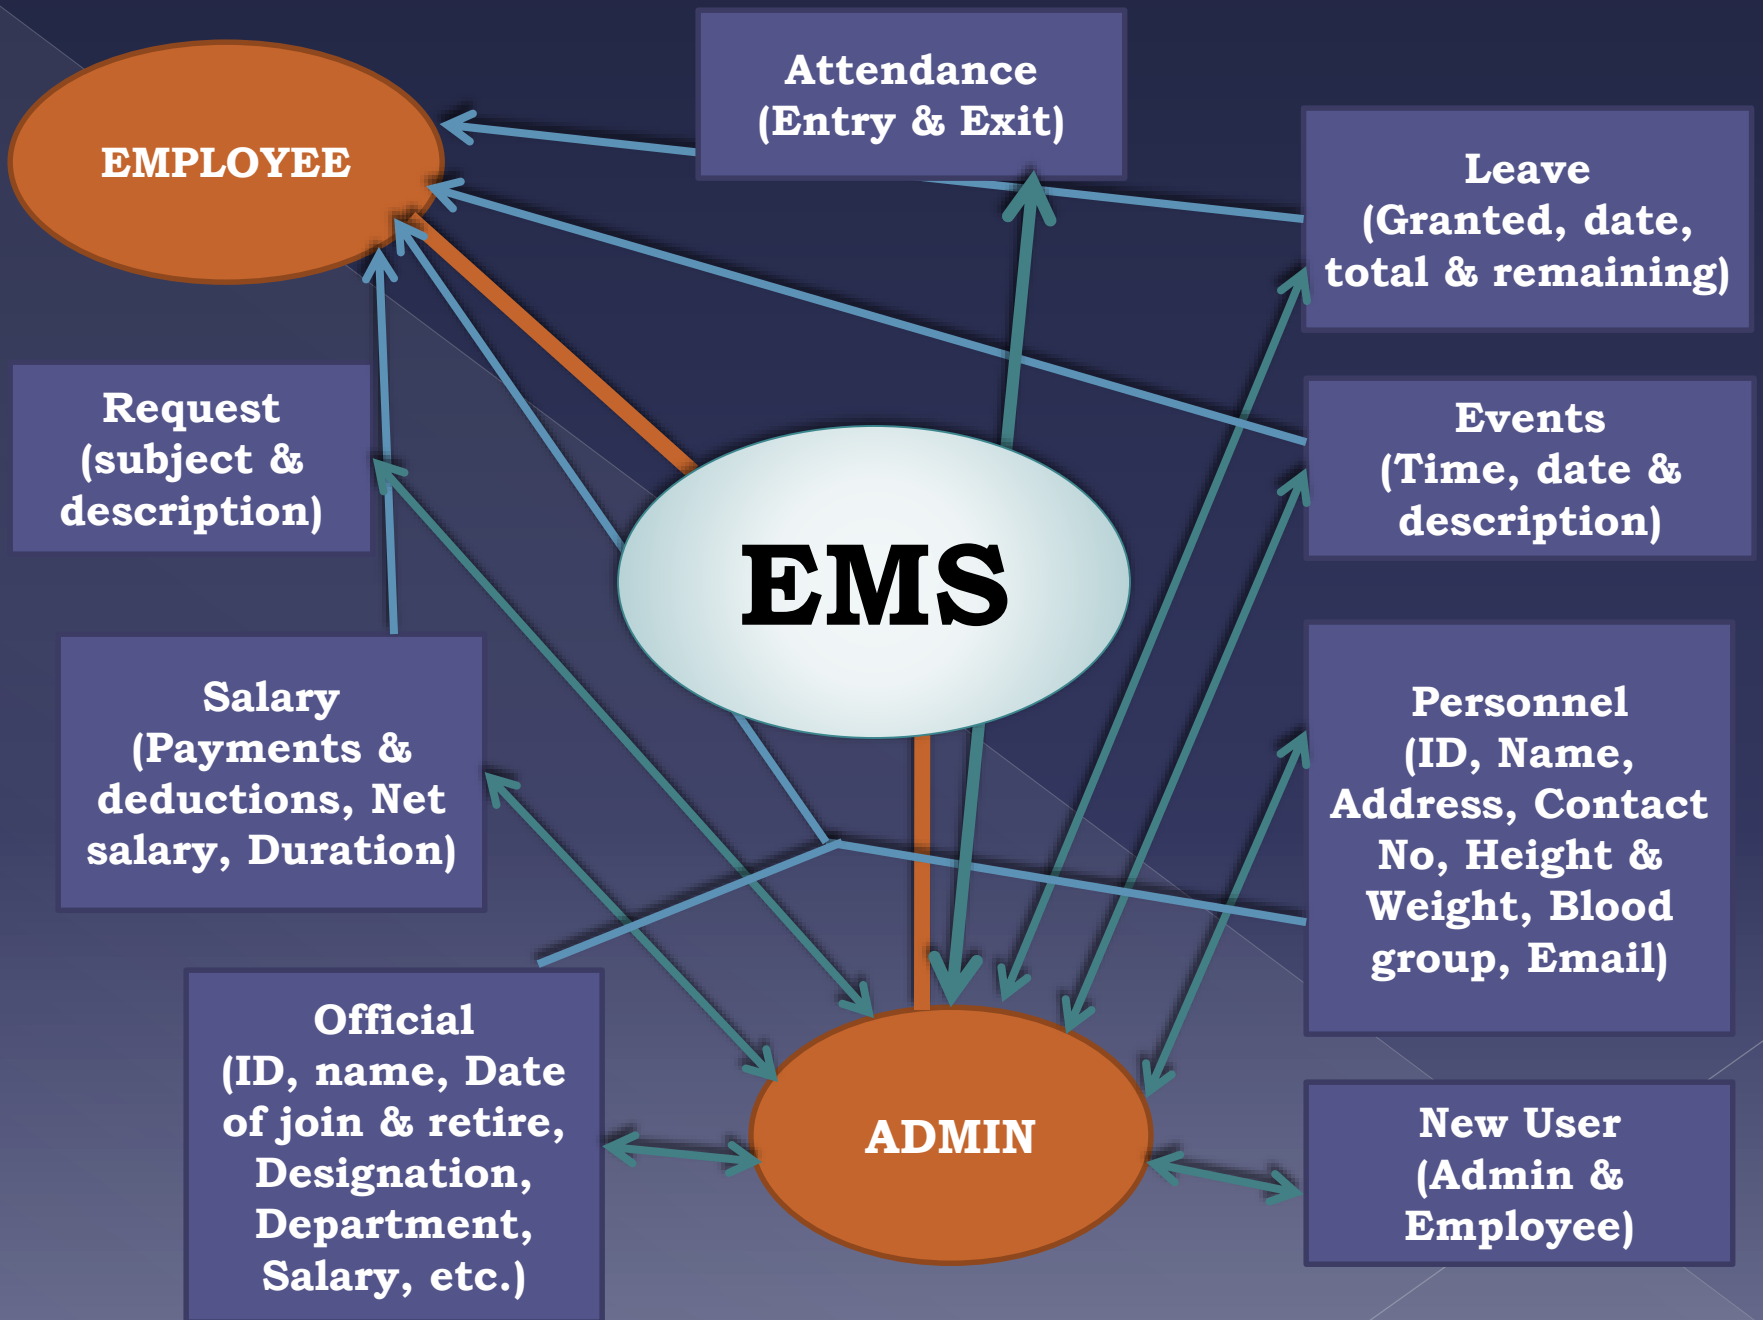 EMPLOYEE
Attendance
(Entry & Exit)
Leave
(Granted, date,
total & remaining)
Request
(subject &
description)
Events
(Time, date &
description)
EMS
Salary
(Payments &
deductions, Net
salary, Duration)
Personnel
(ID, Name,
Address, Contact
No, Height &
Weight, Blood
group, Email)
Official
(ID, name, Date
of join & retire,
Designation,
Department,
Salary, etc.)
ADMIN
New User
(Admin &
Employee)